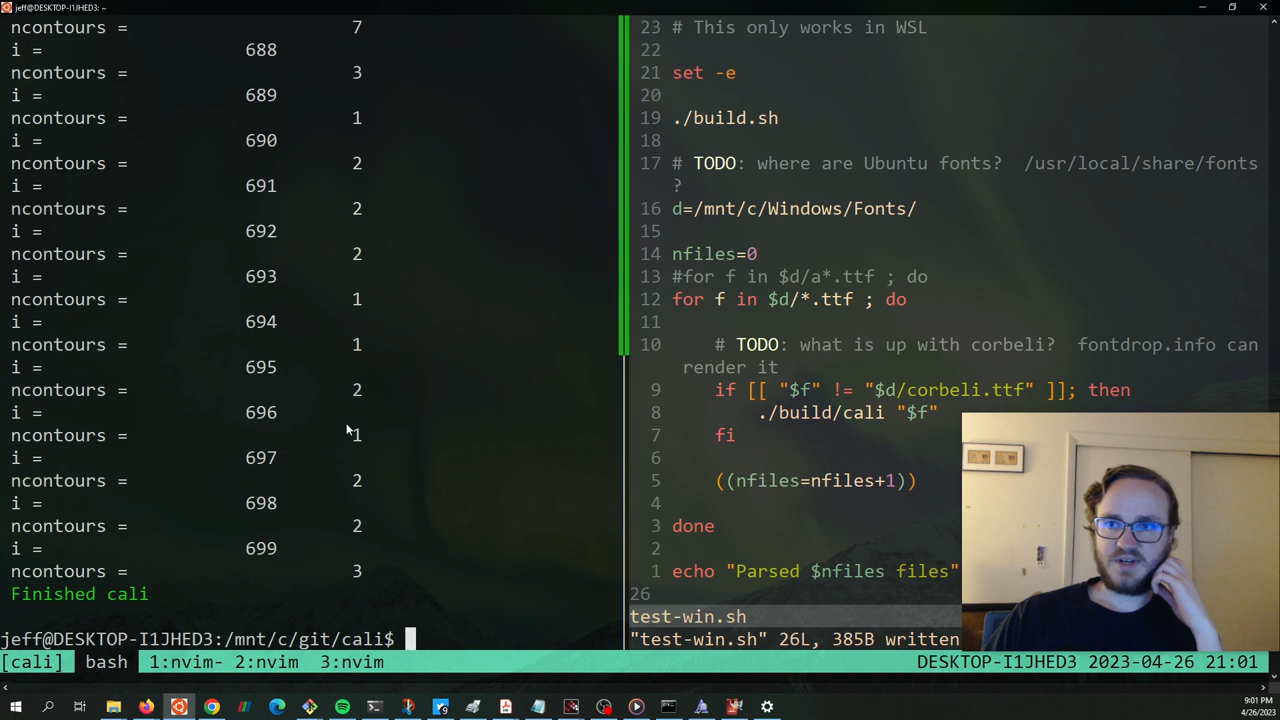 jeff@DESKTOP-I1JHED3: ~
ncontours = 7
i = 688
ncontours = 3
i = 689
ncontours = 1
i = 690
ncontours = 2
i = 691
ncontours = 2
i = 692
ncontours = 2
i = 693
ncontours = 1
i = 694
ncontours = 1
i = 695
ncontours = 2
i = 696
ncontours = 1
i = 697
ncontours = 2
i = 698
ncontours = 2
i = 699
ncontours = 3
Finished cali
jeff@DESKTOP-I1JHED3:/mnt/c/git/cali$
23 # This only works in WSL
22
21 set -e
20
19 ./build.sh
18
17 # TODO: where are Ubuntu fonts?  /usr/local/share/fonts
?
16 d=/mnt/c/Windows/Fonts/
15
14 nfiles=0
13 #for f in $d/a*.ttf ; do
12 for f in $d/*.ttf ; do
11
10 # TODO: what is up with corbeli?  fontdrop.info can
render it
9 if [[ "$f" != "$d/corbeli.ttf" ]]; then
8 ./build/cali "$f"
7 fi
6
5 ((nfiles=nfiles+1))
4
3 done
2
1 echo "Parsed $nfiles files"
26
test-win.sh
"test-win.sh" 26L, 385B written
[cali] bash 1:nvim- 2:nvim 3:nvim DESKTOP-I1JHED3 2023-04-26 21:01
9:01 PM
4/26/2023